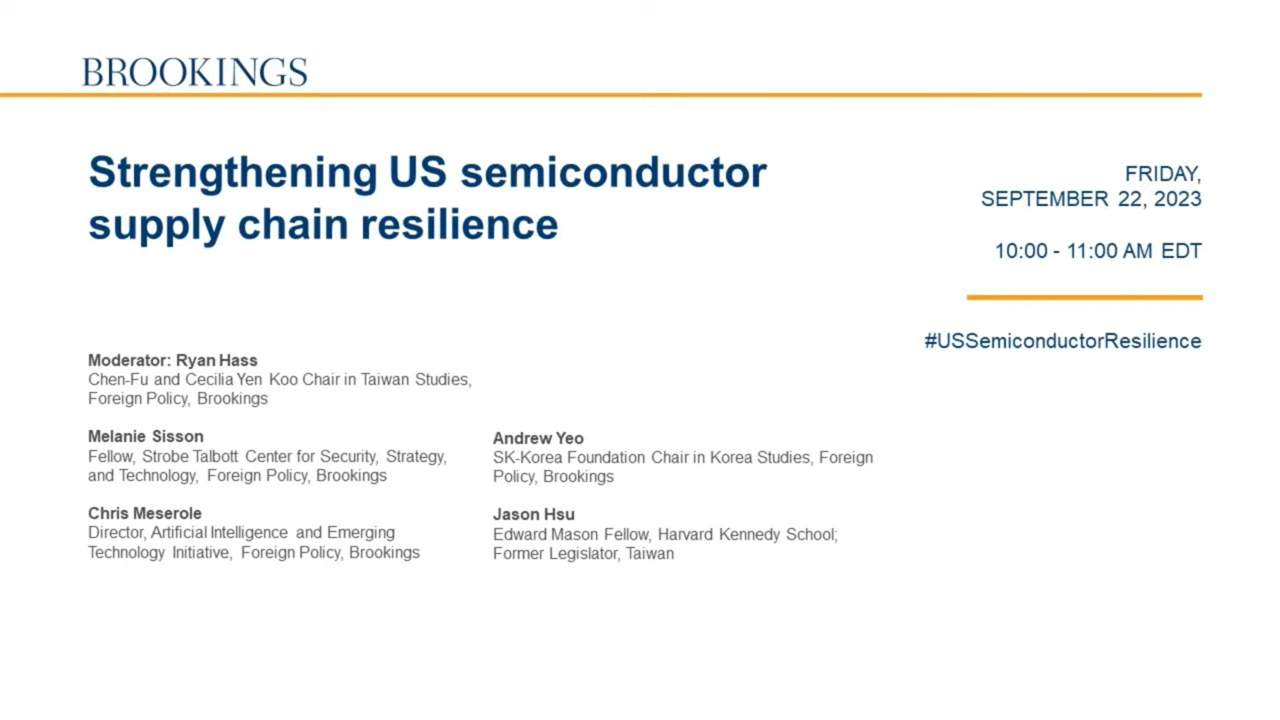 BROOKINGS
Strengthening US semiconductor
supply chain resilience
FRIDAY,
SEPTEMBER 22, 2023
10:00 - 11:00 AM EDT
#USSemiconductorResilience
Moderator: Ryan Hass
Chen-Fu and Cecilia Yen Koo Chair in Taiwan Studies,
Foreign Policy, Brookings
Melanie Sisson
Fellow, Strobe Talbott Center for Security, Strategy,
and Technology, Foreign Policy, Brookings
Chris Meserole
Director, Artificial Intelligence and Emerging
Technology Initiative, Foreign Policy, Brookings
Andrew Yeo
SK-Korea Foundation Chair in Korea Studies, Foreign
Policy, Brookings
Jason Hsu
Edward Mason Fellow, Harvard Kennedy School;
Former Legislator, Taiwan